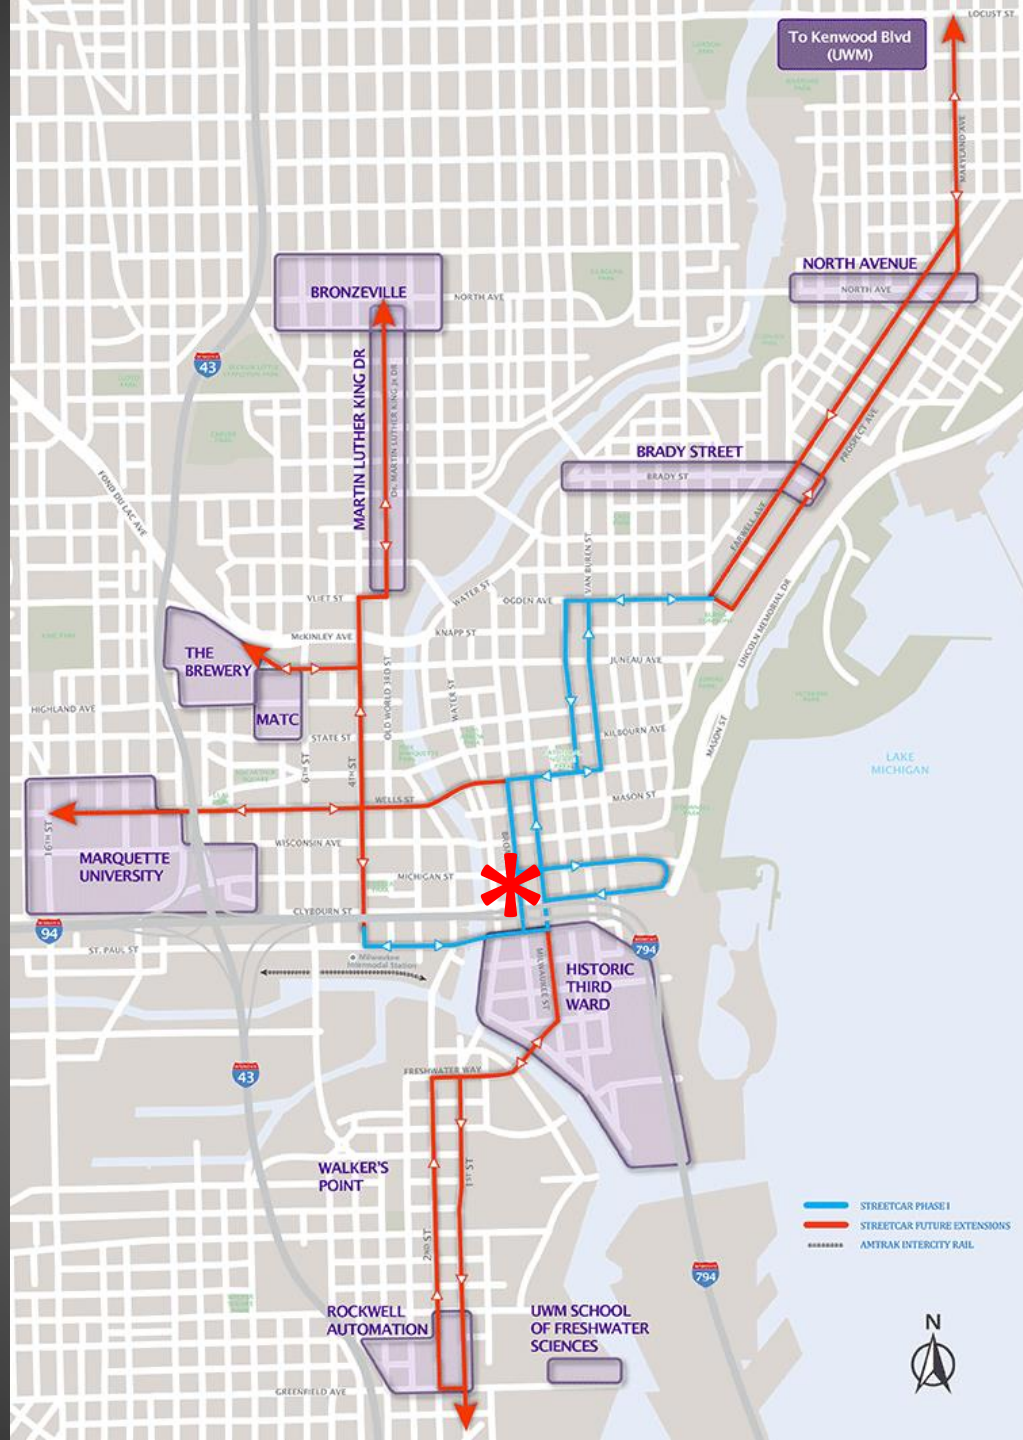 LOCUST ST
To Kenwood Blvd
(UWM)
MARYLAND AVE
NORTH AVENUE
NORTH AVE
BRONZEVILLE
NORTH AVE
43
MARTIN LUTHER KING DR
DR. MARTIN LUTHER KING JR DR
PROSPECT AVE
BRADY STREET
BRADY ST
FOND DU LAC AVE
FARWELL AVE
VAN BUREN ST
WATER ST
OGDEN AVE
VLIET ST
LINCOLN MEMORIAL DR
McKINLEY AVE
KNAPP ST
THE
BREWERY
JUNEAU AVE
OLD WORLD 3RD ST
WATER ST
HIGHLAND AVE
MATC
STATE ST
KILBOURN AVE
MASON ST
LAKE
MICHIGAN
6TH ST
4TH ST
WELLS ST
MASON ST
16TH ST
WISCONSIN AVE
MARQUETTE
UNIVERSITY
MICHIGAN ST
CLYBOURN ST
94
ST. PAUL ST
794
Milwaukee
Intermodal Station
MILWAUKEE ST
HISTORIC
THIRD
WARD
43
FRESHWATER WAY
WALKER'S
POINT
1ST ST
2ND ST
STREETCAR PHASE I
STREETCAR FUTURE EXTENSIONS
AMTRAK INTERCITY RAIL
794
ROCKWELL
AUTOMATION
UWM SCHOOL
OF FRESHWATER
SCIENCES
N
GREENFIELD AVE